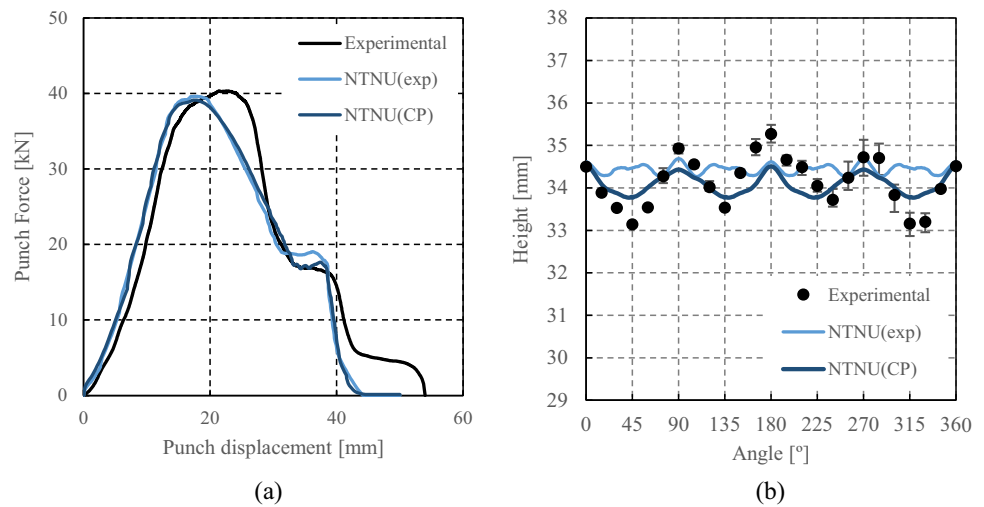 50
40
30
20
10
0
0
20
40
60
Punch Force [kN]
Punch displacement [mm]
Experimental
NTNU(exp)
NTNU(CP)
(a)
38
37
36
35
34
33
32
31
30
29
0
45
90
135
180
225
270
315
360
Height [mm]
Angle [º]
Experimental
NTNU(exp)
NTNU(CP)
(b)